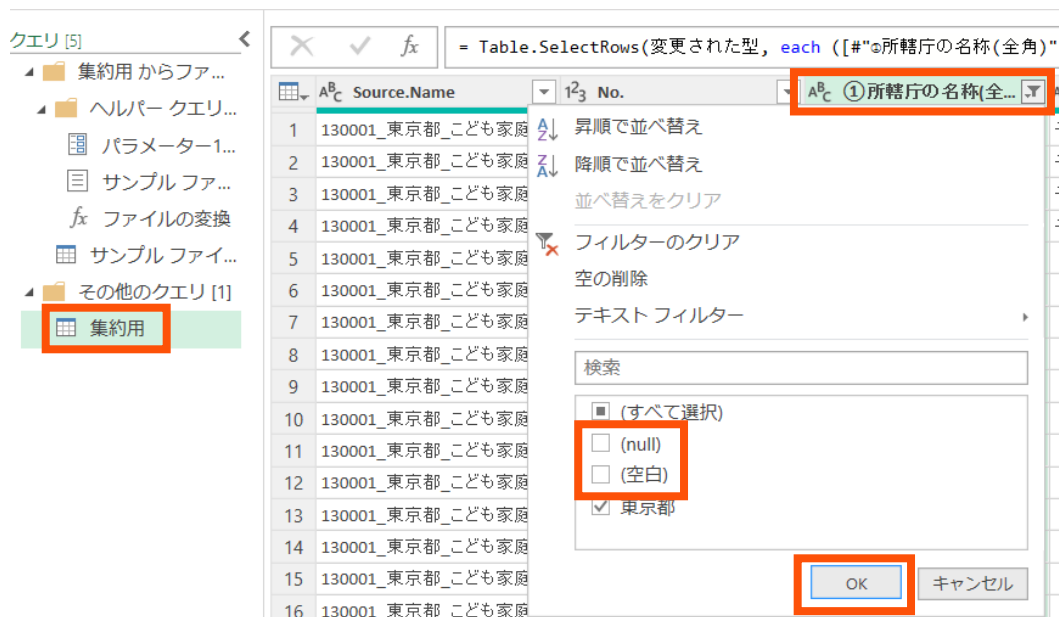 クエリ [5]
fx
= Table.SelectRows(変更された型, each ([#"①所轄庁の名称(全角)"
集約用 からファ...
ヘルパー クエリ...
パラメーター1...
サンプル ファ...
fx ファイルの変換
サンプル ファイ...
その他のクエリ [1]
集約用
ABC Source.Name
123 No.
ABC ①所轄庁の名称(全...
1 130001_東京都_こども家庭
2 130001_東京都_こども家庭
3 130001_東京都_こども家庭
4 130001_東京都_こども家庭
5 130001_東京都_こども家庭
6 130001_東京都_こども家庭
7 130001_東京都_こども家庭
8 130001_東京都_こども家庭
9 130001_東京都_こども家庭
10 130001_東京都_こども家庭
11 130001_東京都_こども家庭
12 130001_東京都_こども家庭
13 130001_東京都_こども家庭
14 130001_東京都_こども家庭
15 130001_東京都_こども家庭
16 130001_東京都_こども家庭
昇順で並べ替え
降順で並べ替え
並べ替えをクリア
フィルターのクリア
空の削除
テキスト フィルター
検索
(すべて選択)
(null)
(空白)
東京都
OK
キャンセル